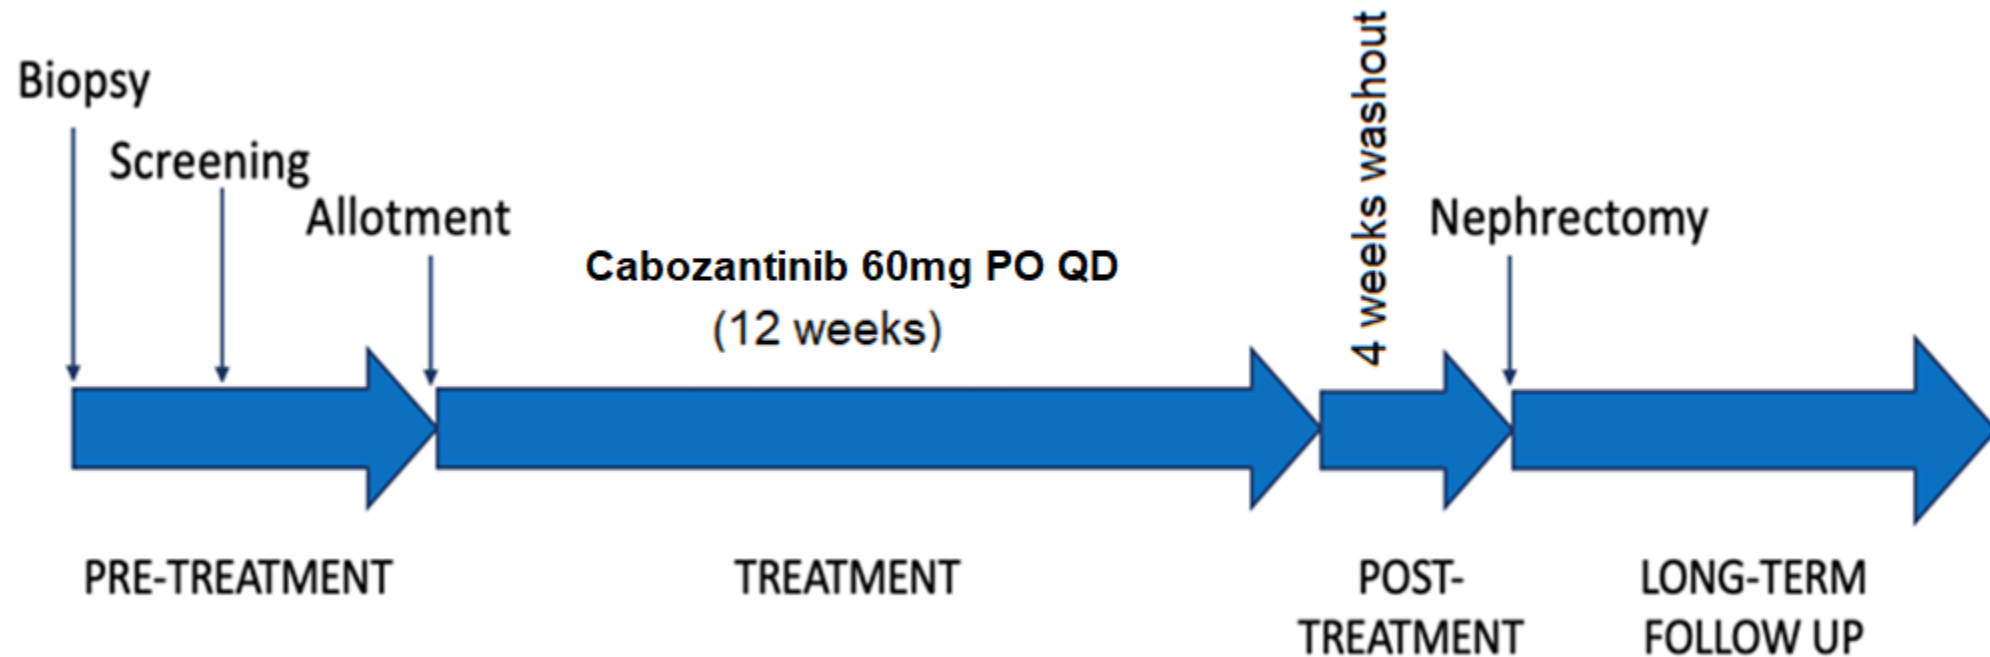 Biopsy
Screening
Allotment
Cabozantinib 60mg PO QD
(12 weeks)
4 weeks washout
Nephrectomy
PRE-TREATMENT
TREATMENT
POST-
TREATMENT
LONG-TERM
FOLLOW UP